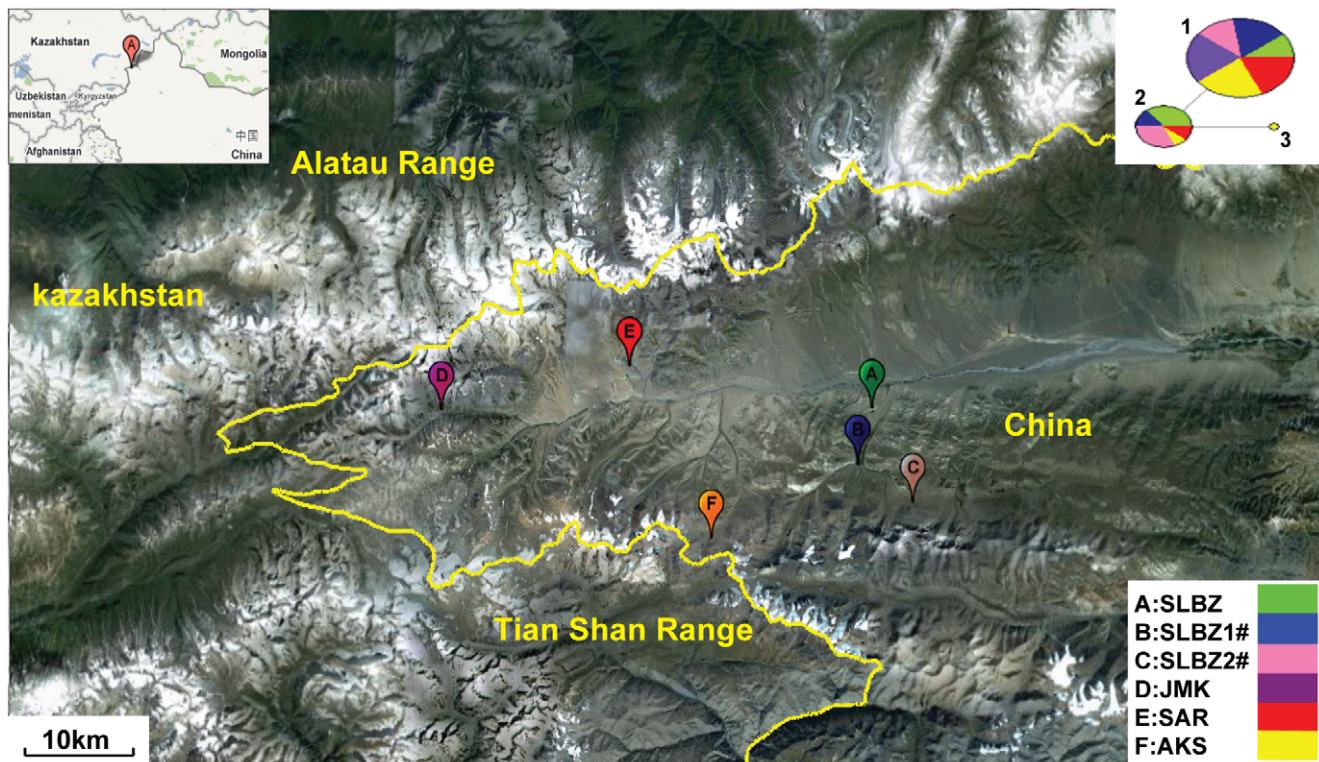 Kazakhstan
A
Mongolia
Uzbekistan
Kyrgyzstan
menistan
中国
Afghanistan
China
1
2
3
Alatau Range
kazakhstan
E
D
A
B
China
C
F
Tian Shan Range
A:SLBZ
B:SLBZ1#
C:SLBZ2#
D:JMK
E:SAR
F:AKS
10km